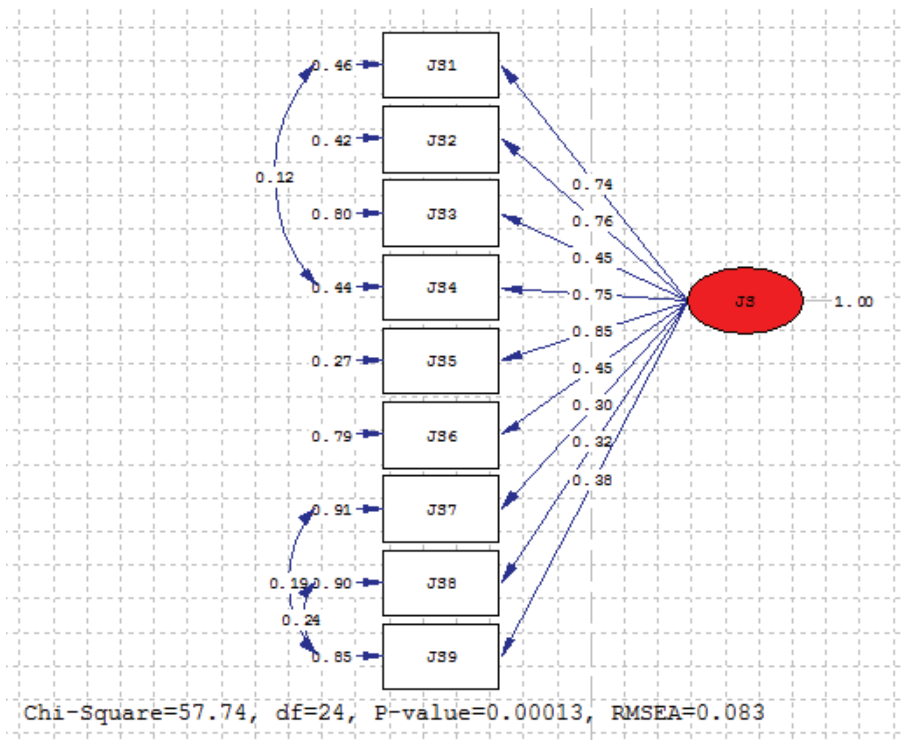 0.46 JS1
0.74
0.42 JS2
0.12
0.76
0.80 JS3
0.45
0.44 JS4
0.75
JS 1.00
0.85
0.27 JS5
0.45
0.30
0.79 JS6
0.32
0.38
0.91 JS7
0.19 0.90 JS8
0.24
0.85 JS9
Chi-Square=57.74, df=24, P-value=0.00013, RMSEA=0.083